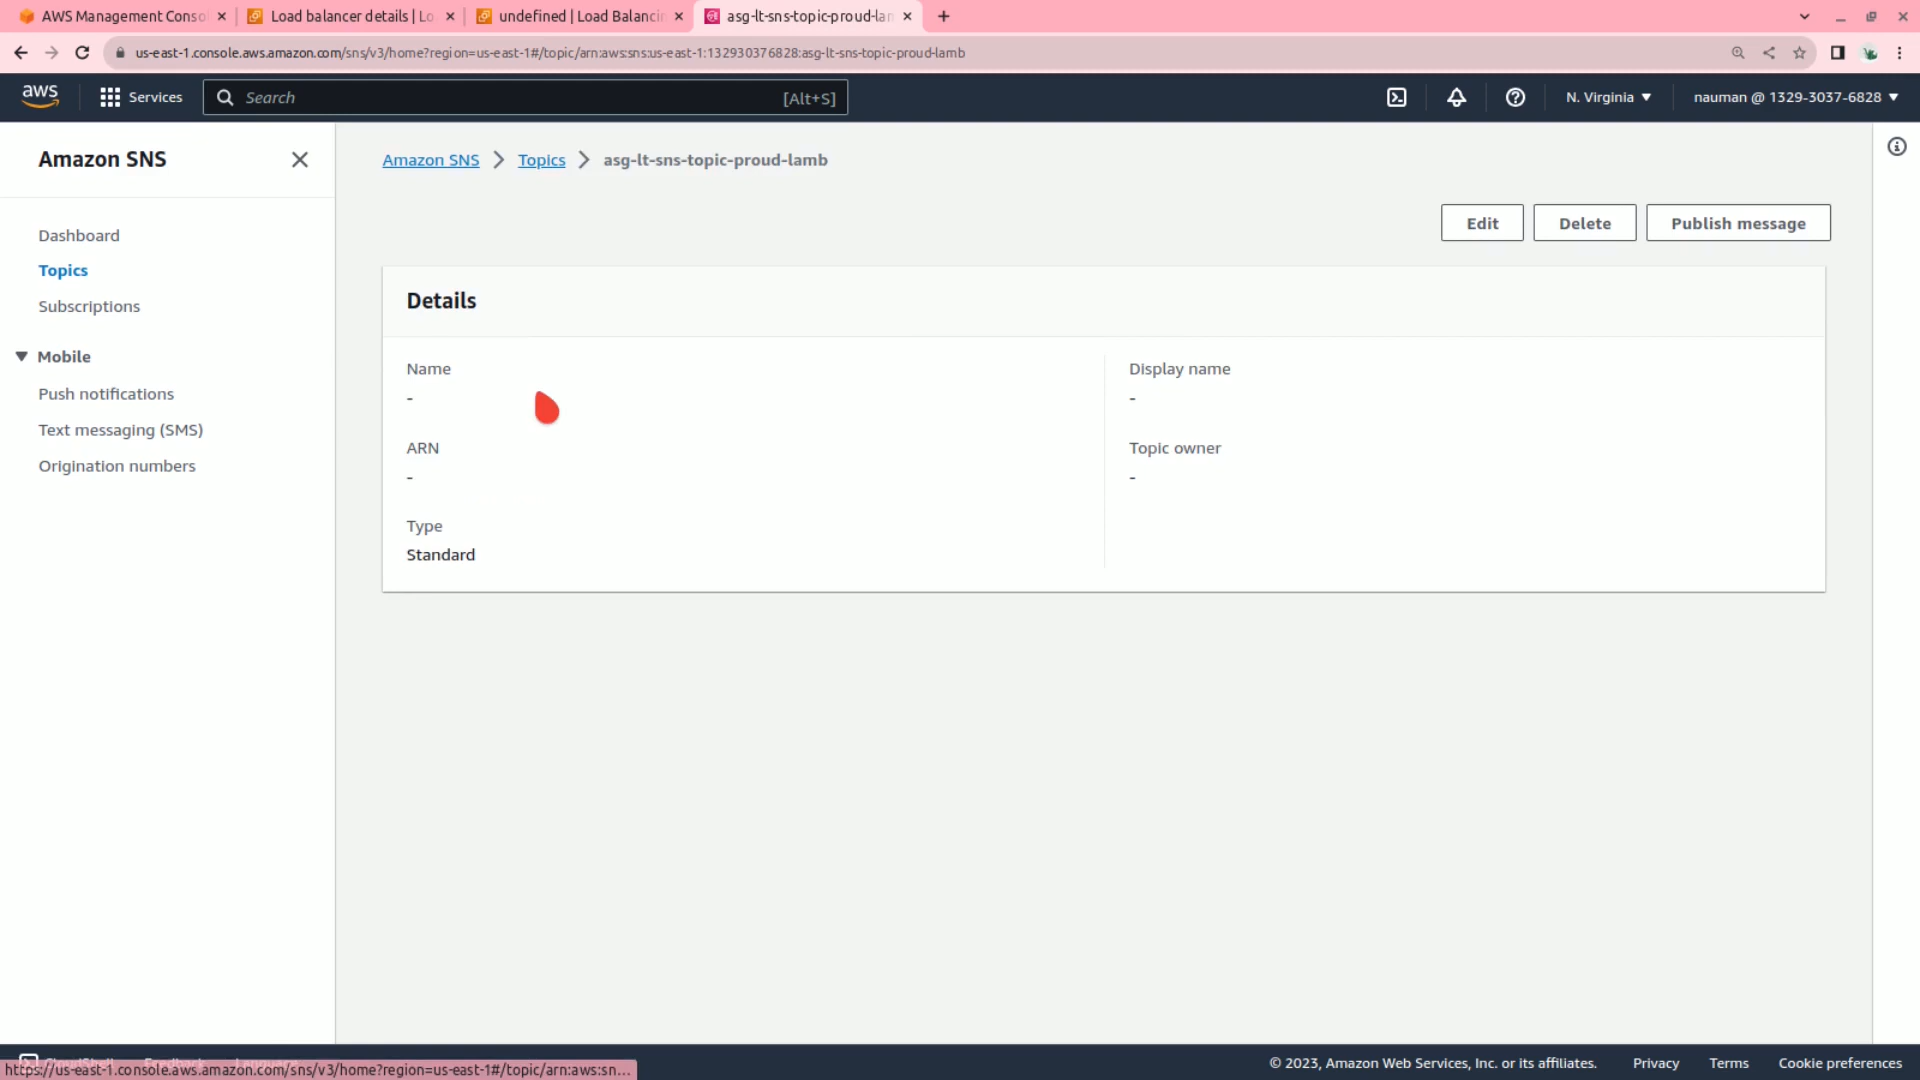 AWS Management Conso
Load balancer details | Lo
undefined | Load Balancin
asg-lt-sns-topic-proud-lam
us-east-1.console.aws.amazon.com/sns/v3/home?region=us-east-1#/topic/arn:aws:sns:us-east-1:132930376828:asg-lt-sns-topic-proud-lamb
aws
Services
Search
[Alt+S]
N. Virginia
nauman @ 1329-3037-6828
Amazon SNS
Dashboard
Topics
Subscriptions
Mobile
Push notifications
Text messaging (SMS)
Origination numbers
Amazon SNS
Topics
asg-lt-sns-topic-proud-lamb
Edit
Delete
Publish message
Details
Name
-
ARN
-
Type
Standard
Display name
-
Topic owner
-
CloudShell Feedback Language
https://us-east-1.console.aws.amazon.com/sns/v3/home?region=us-east-1#/topic/arn:aws:sn...
© 2023, Amazon Web Services, Inc. or its affiliates.
Privacy
Terms
Cookie preferences